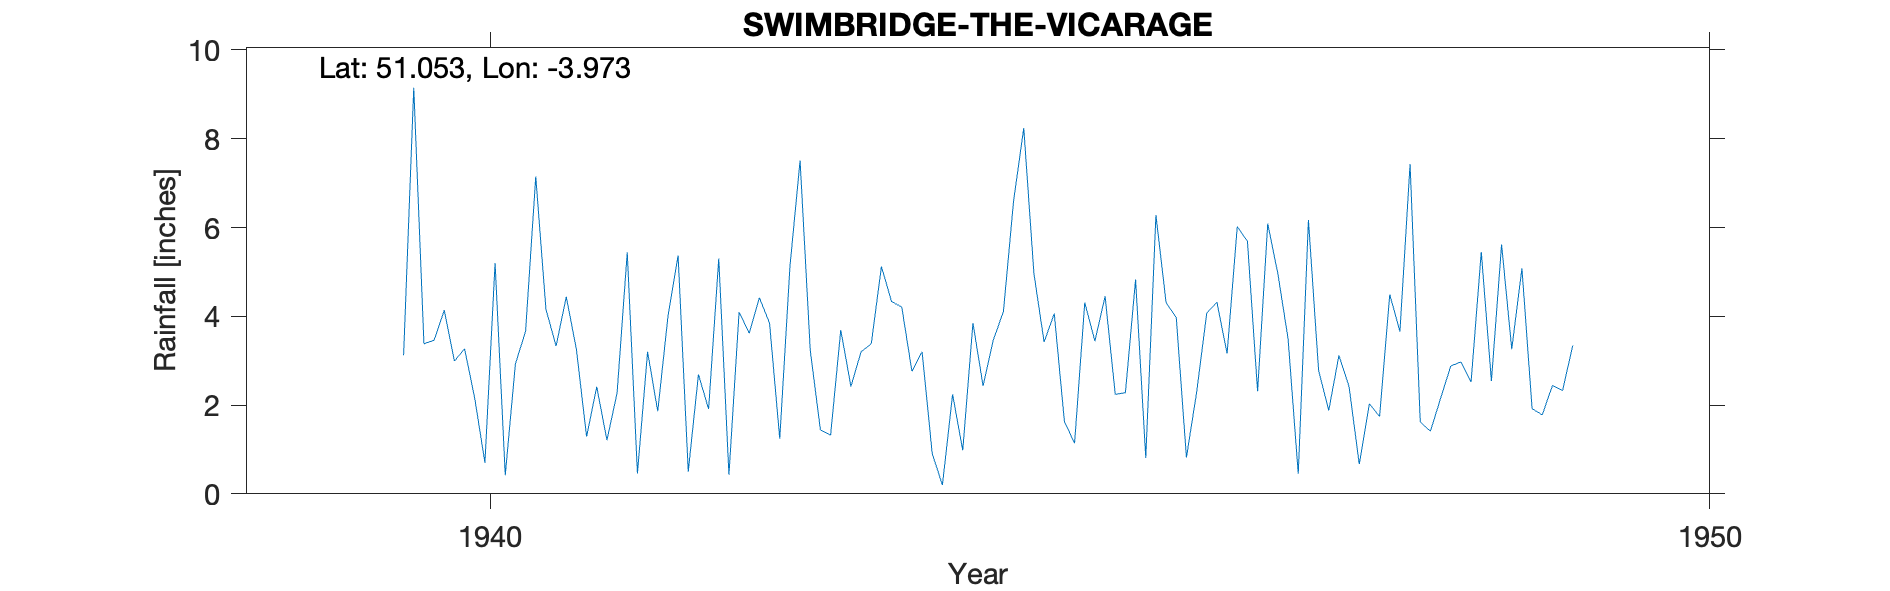 SWIMBRIDGE-THE-VICARAGE
Lat: 51.053, Lon: -3.973
10
8
6
4
2
0
Rainfall [inches]
1940
1950
Year